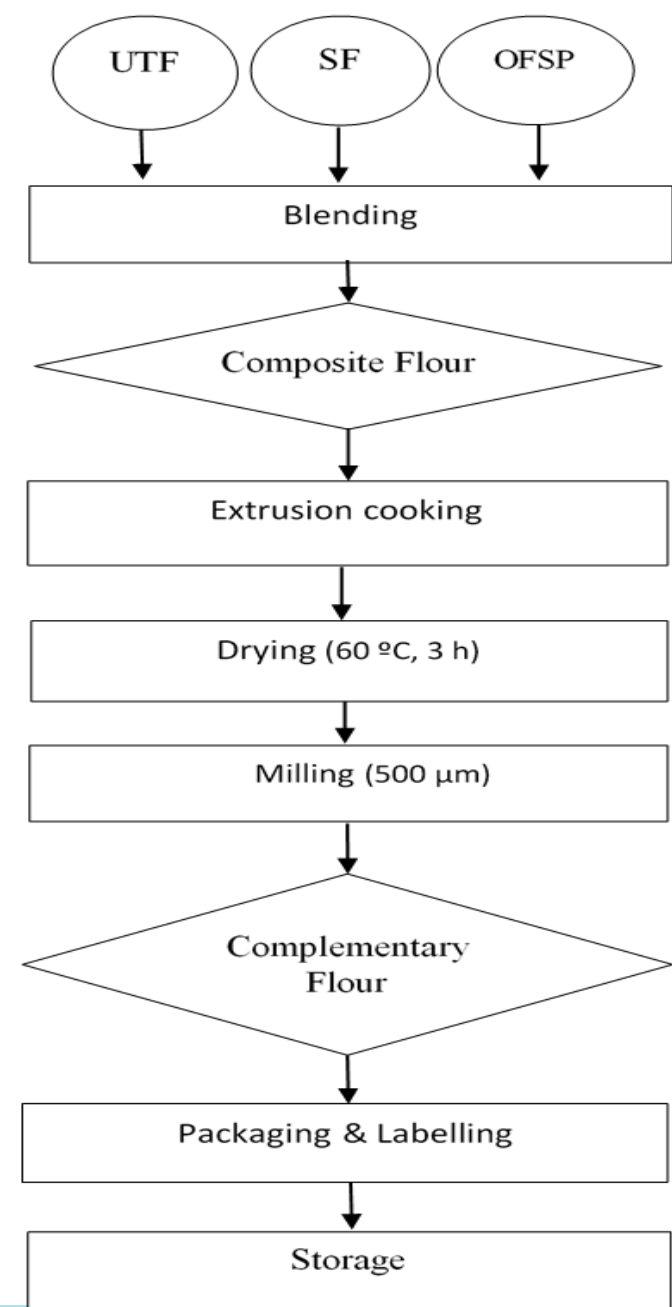 UTF SF OFSP
Blending
Composite Flour
Extrusion cooking
Drying (60 ºC, 3 h)
Milling (500 µm)
Complementary
Flour
Packaging & Labelling
Storage